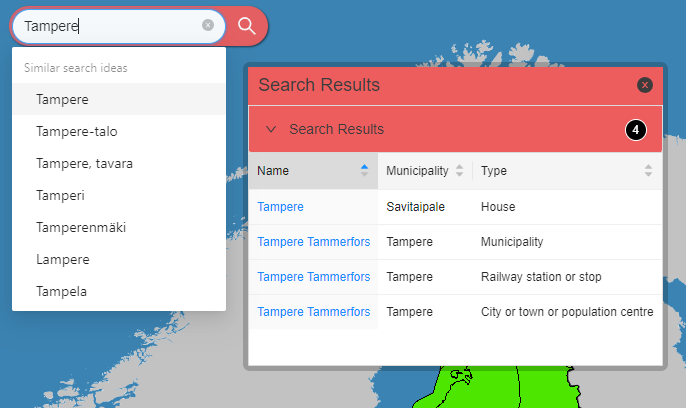 Tampere
Similar search ideas
Tampere
Tampere-talo
Tampere, tavara
Tamperi
Tamperenmäki
Lampere
Tampela
Search Results
Search Results 4
Name Municipality Type
Tampere Savitaipale House
Tampere Tammerfors Tampere Municipality
Tampere Tammerfors Tampere Railway station or stop
Tampere Tammerfors Tampere City or town or population centre